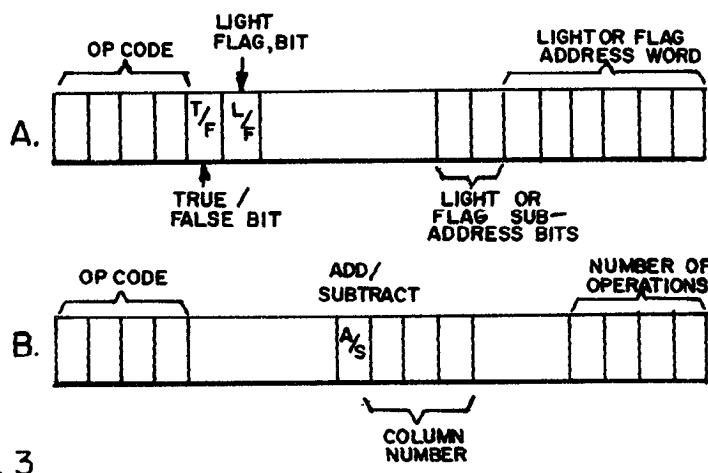 LIGHT
FLAG,BIT
OP CODE
LIGHT OR FLAG
ADDRESS WORD
A.
T/F
L/F
TRUE /
FALSE BIT
LIGHT OR
FLAG SUB-
ADDRESS BITS
OP CODE
ADD/
SUBTRACT
NUMBER OF
OPERATIONS
B.
A/S
COLUMN
NUMBER
. 3